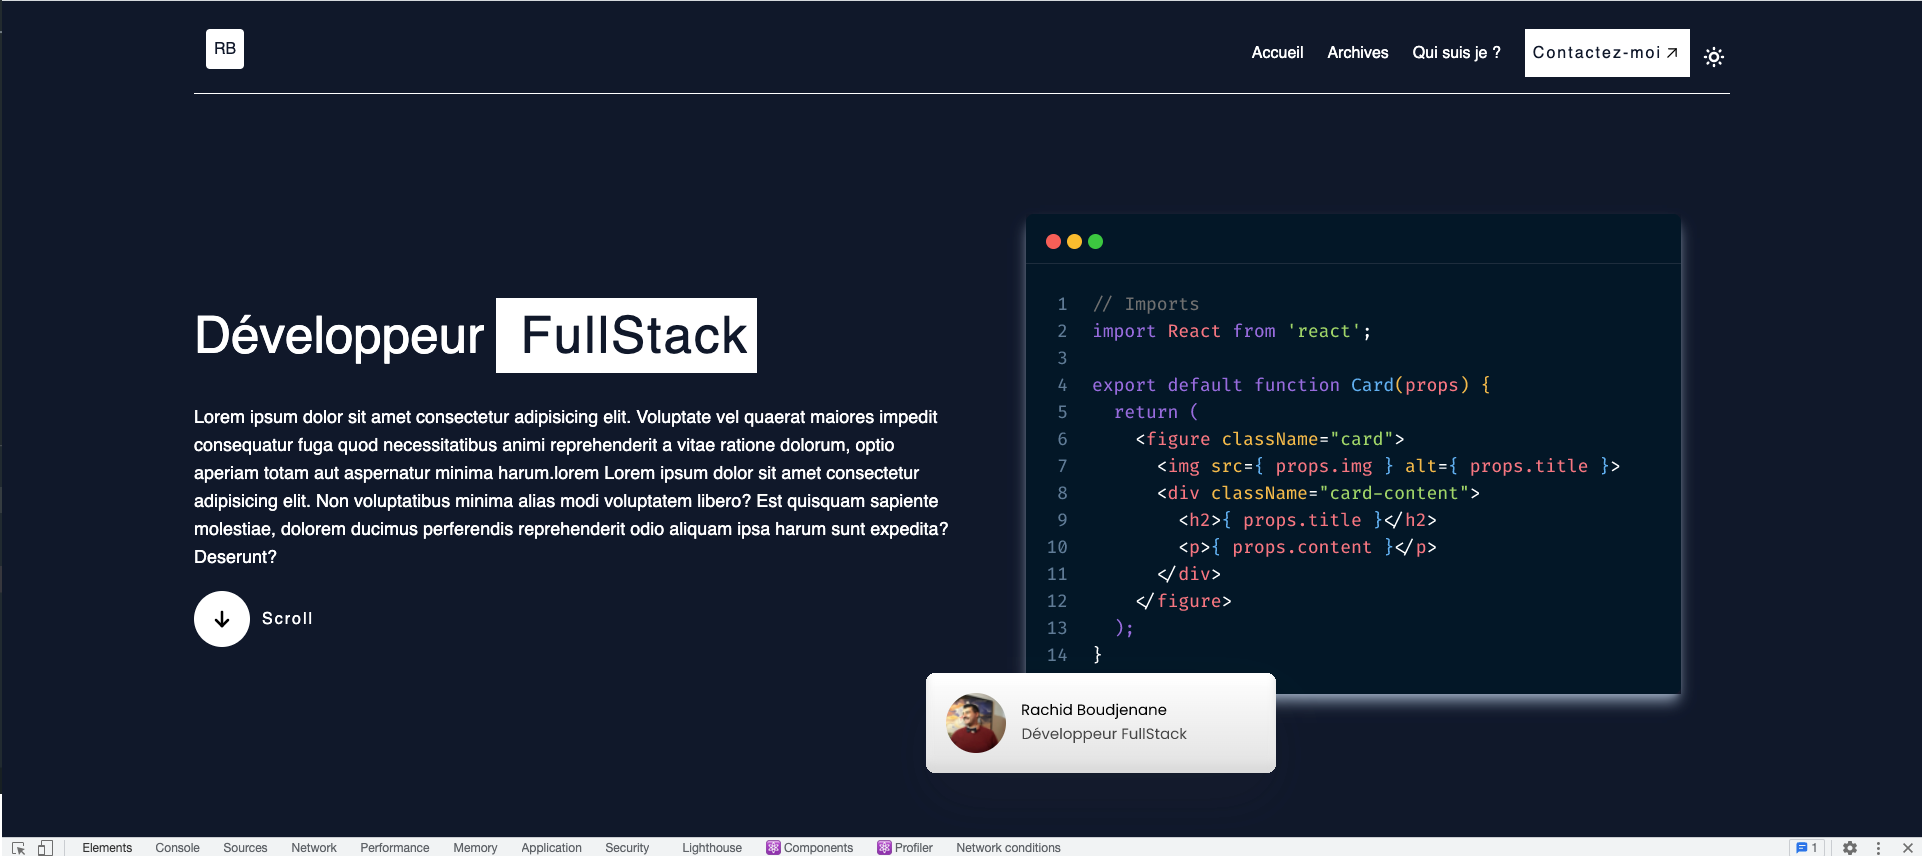 RB
Accueil Archives Qui suis je ? Contactez-moi
Développeur FullStack
Lorem ipsum dolor sit amet consectetur adipisicing elit. Voluptate vel quaerat maiores impedit
consequatur fuga quod necessitatibus animi reprehenderit a vitae ratione dolorum, optio
aperiam totam aut aspernatur minima harum.lorem Lorem ipsum dolor sit amet consectetur
adipisicing elit. Non voluptatibus minima alias modi voluptatem libero? Est quisquam sapiente
molestiae, dolorem ducimus perferendis reprehenderit odio aliquam ipsa harum sunt expedita?
Deserunt?
Scroll
1 // Imports
2 import React from 'react';
3
4 export default function Card(props) {
5 return (
6 <figure className="card">
7 <img src={ props.img } alt={ props.title }>
8 <div className="card-content">
9 <h2>{ props.title }</h2>
10 <p>{ props.content }</p>
11 </div>
12 </figure>
13 );
14 }
Rachid Boudjenane
Développeur FullStack
Elements Console Sources Network Performance Memory Application Security Lighthouse Components Profiler Network conditions 1